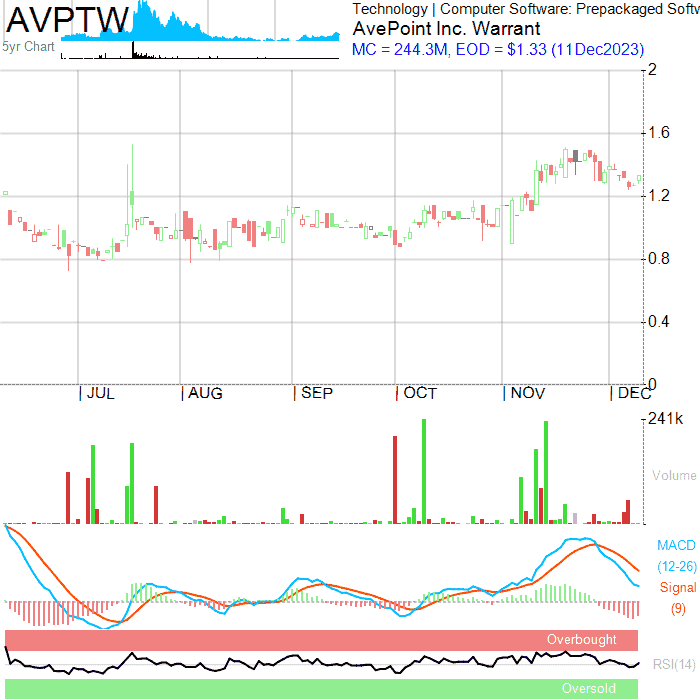 AVPTW
5yr Chart
Technology | Computer Software: Prepackaged Softw
AvePoint Inc. Warrant
MC = 244.3M, EOD = $1.33 (11Dec2023)
2
1.6
1.2
0.8
0.4
0
JUL
AUG
SEP
OCT
NOV
DEC
241k
Volume
MACD
(12-26)
Signal
(9)
Overbought
RSI(14)
Oversold